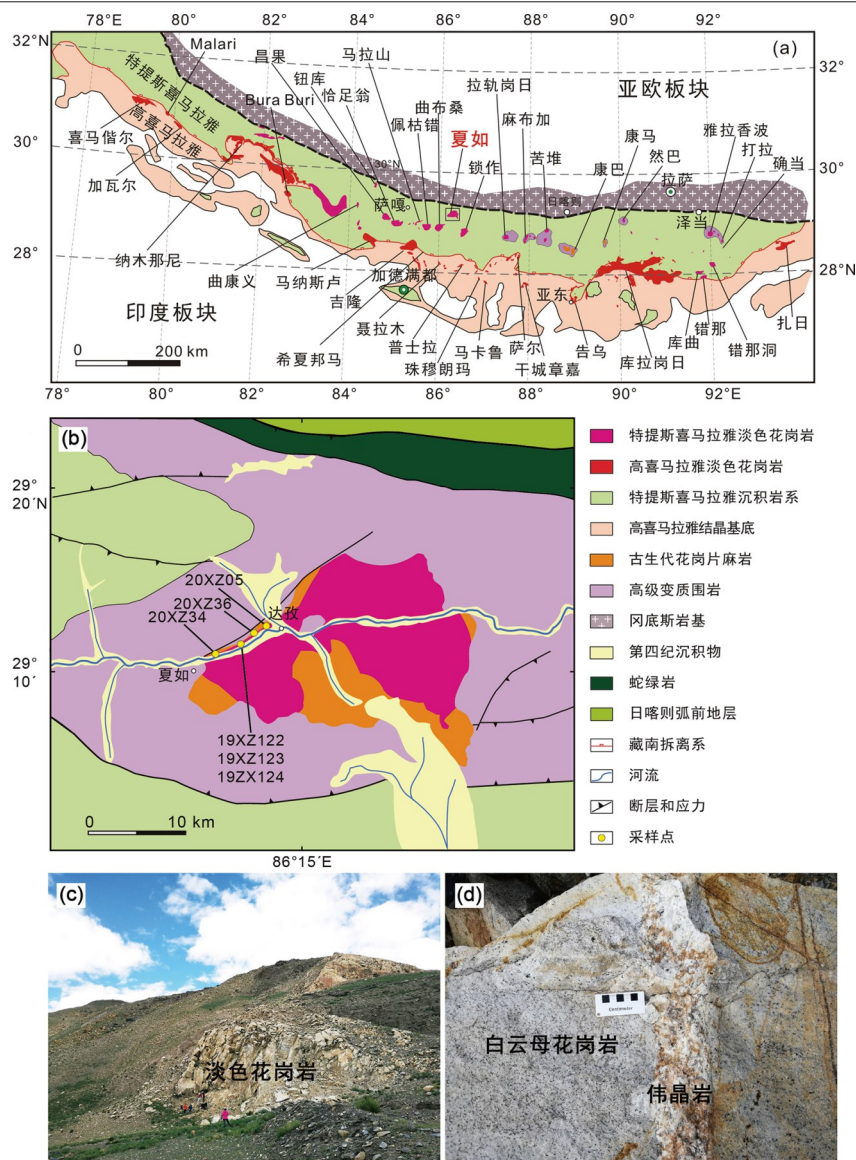 80°
82°
84°
86°E
88°
90°
92°
32°N
30°
28°
(a)
Malari
昌果
马拉山
钮库
恰足翁
Bura Buri
曲布桑
佩枯错
夏如
锁作
拉轨岗日
麻布加
苦堆
亚欧板块
康巴
康马
然巴
拉萨
雅拉香波
打拉
确当
32°
30°
28°N
特提斯喜马拉雅
高喜马拉雅
喜马偕尔
加瓦尔
30°N
萨嘎
日喀则
泽当
纳木那尼
曲康义
马纳斯卢
吉隆
加德满都
聂拉木
希夏邦马
普士拉
珠穆朗玛
马卡鲁
萨尔
干城章嘉
亚东
告乌
库拉岗日
库曲
错那
错那洞
扎日
印度板块
0
200 km
78°
80°
82°
84°
86°
88°
90°
92°E
(b)
29°
20′N
29°
10′
20XZ05
20XZ36
20XZ34
达孜
夏如
19XZ122
19XZ123
19ZX124
0
10 km
86°15′E
特提斯喜马拉雅淡色花岗岩
高喜马拉雅淡色花岗岩
特提斯喜马拉雅沉积岩系
高喜马拉雅结晶基底
古生代花岗片麻岩
高级变质围岩
冈底斯岩基
第四纪沉积物
蛇绿岩
日喀则弧前地层
藏南拆离系
河流
断层和应力
采样点
(c)
淡色花岗岩
(d)
Centimeter
白云母花岗岩
伟晶岩